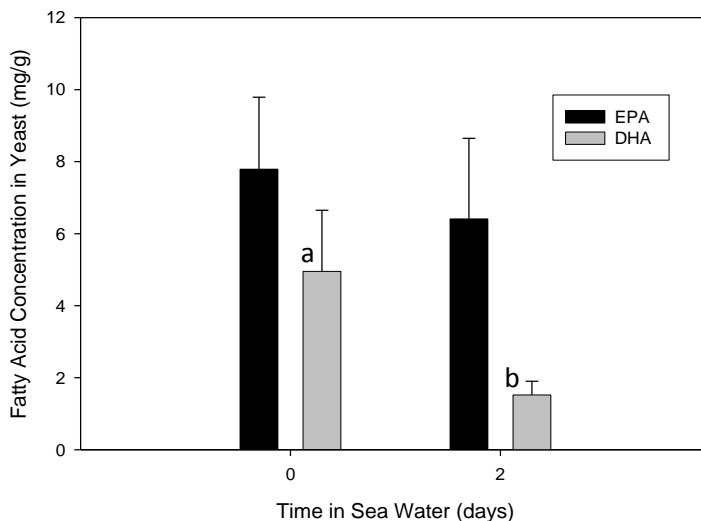 Fatty Acid Concentration in Yeast (mg/g)
12
10
8
6
4
2
0
EPA
DHA
a
b
0
2
Time in Sea Water (days)